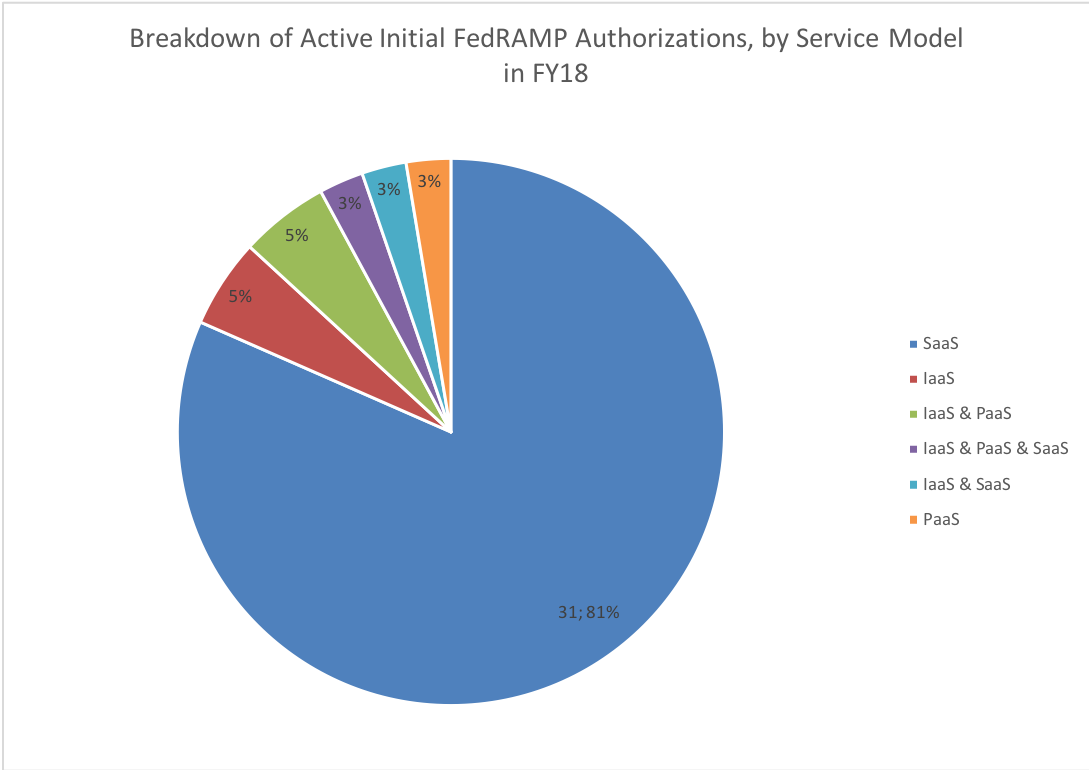 Breakdown of Active Initial FedRAMP Authorizations, by Service Model
in FY18
3%
3%
3%
5%
5%
31; 81%
SaaS
IaaS
IaaS & PaaS
IaaS & PaaS & SaaS
IaaS & SaaS
PaaS